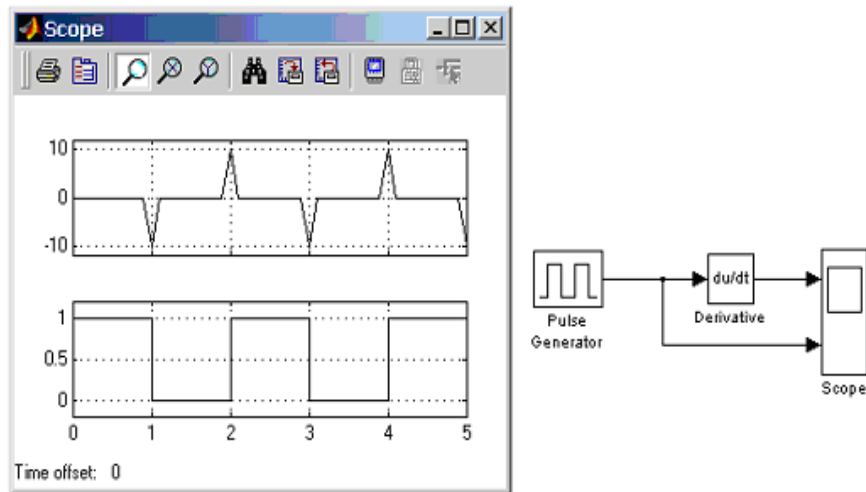 Scope
10
0
-10
1
0.5
0
0 1 2 3 4 5
Time offset: 0
Pulse
Generator
du/dt
Derivative
Scope